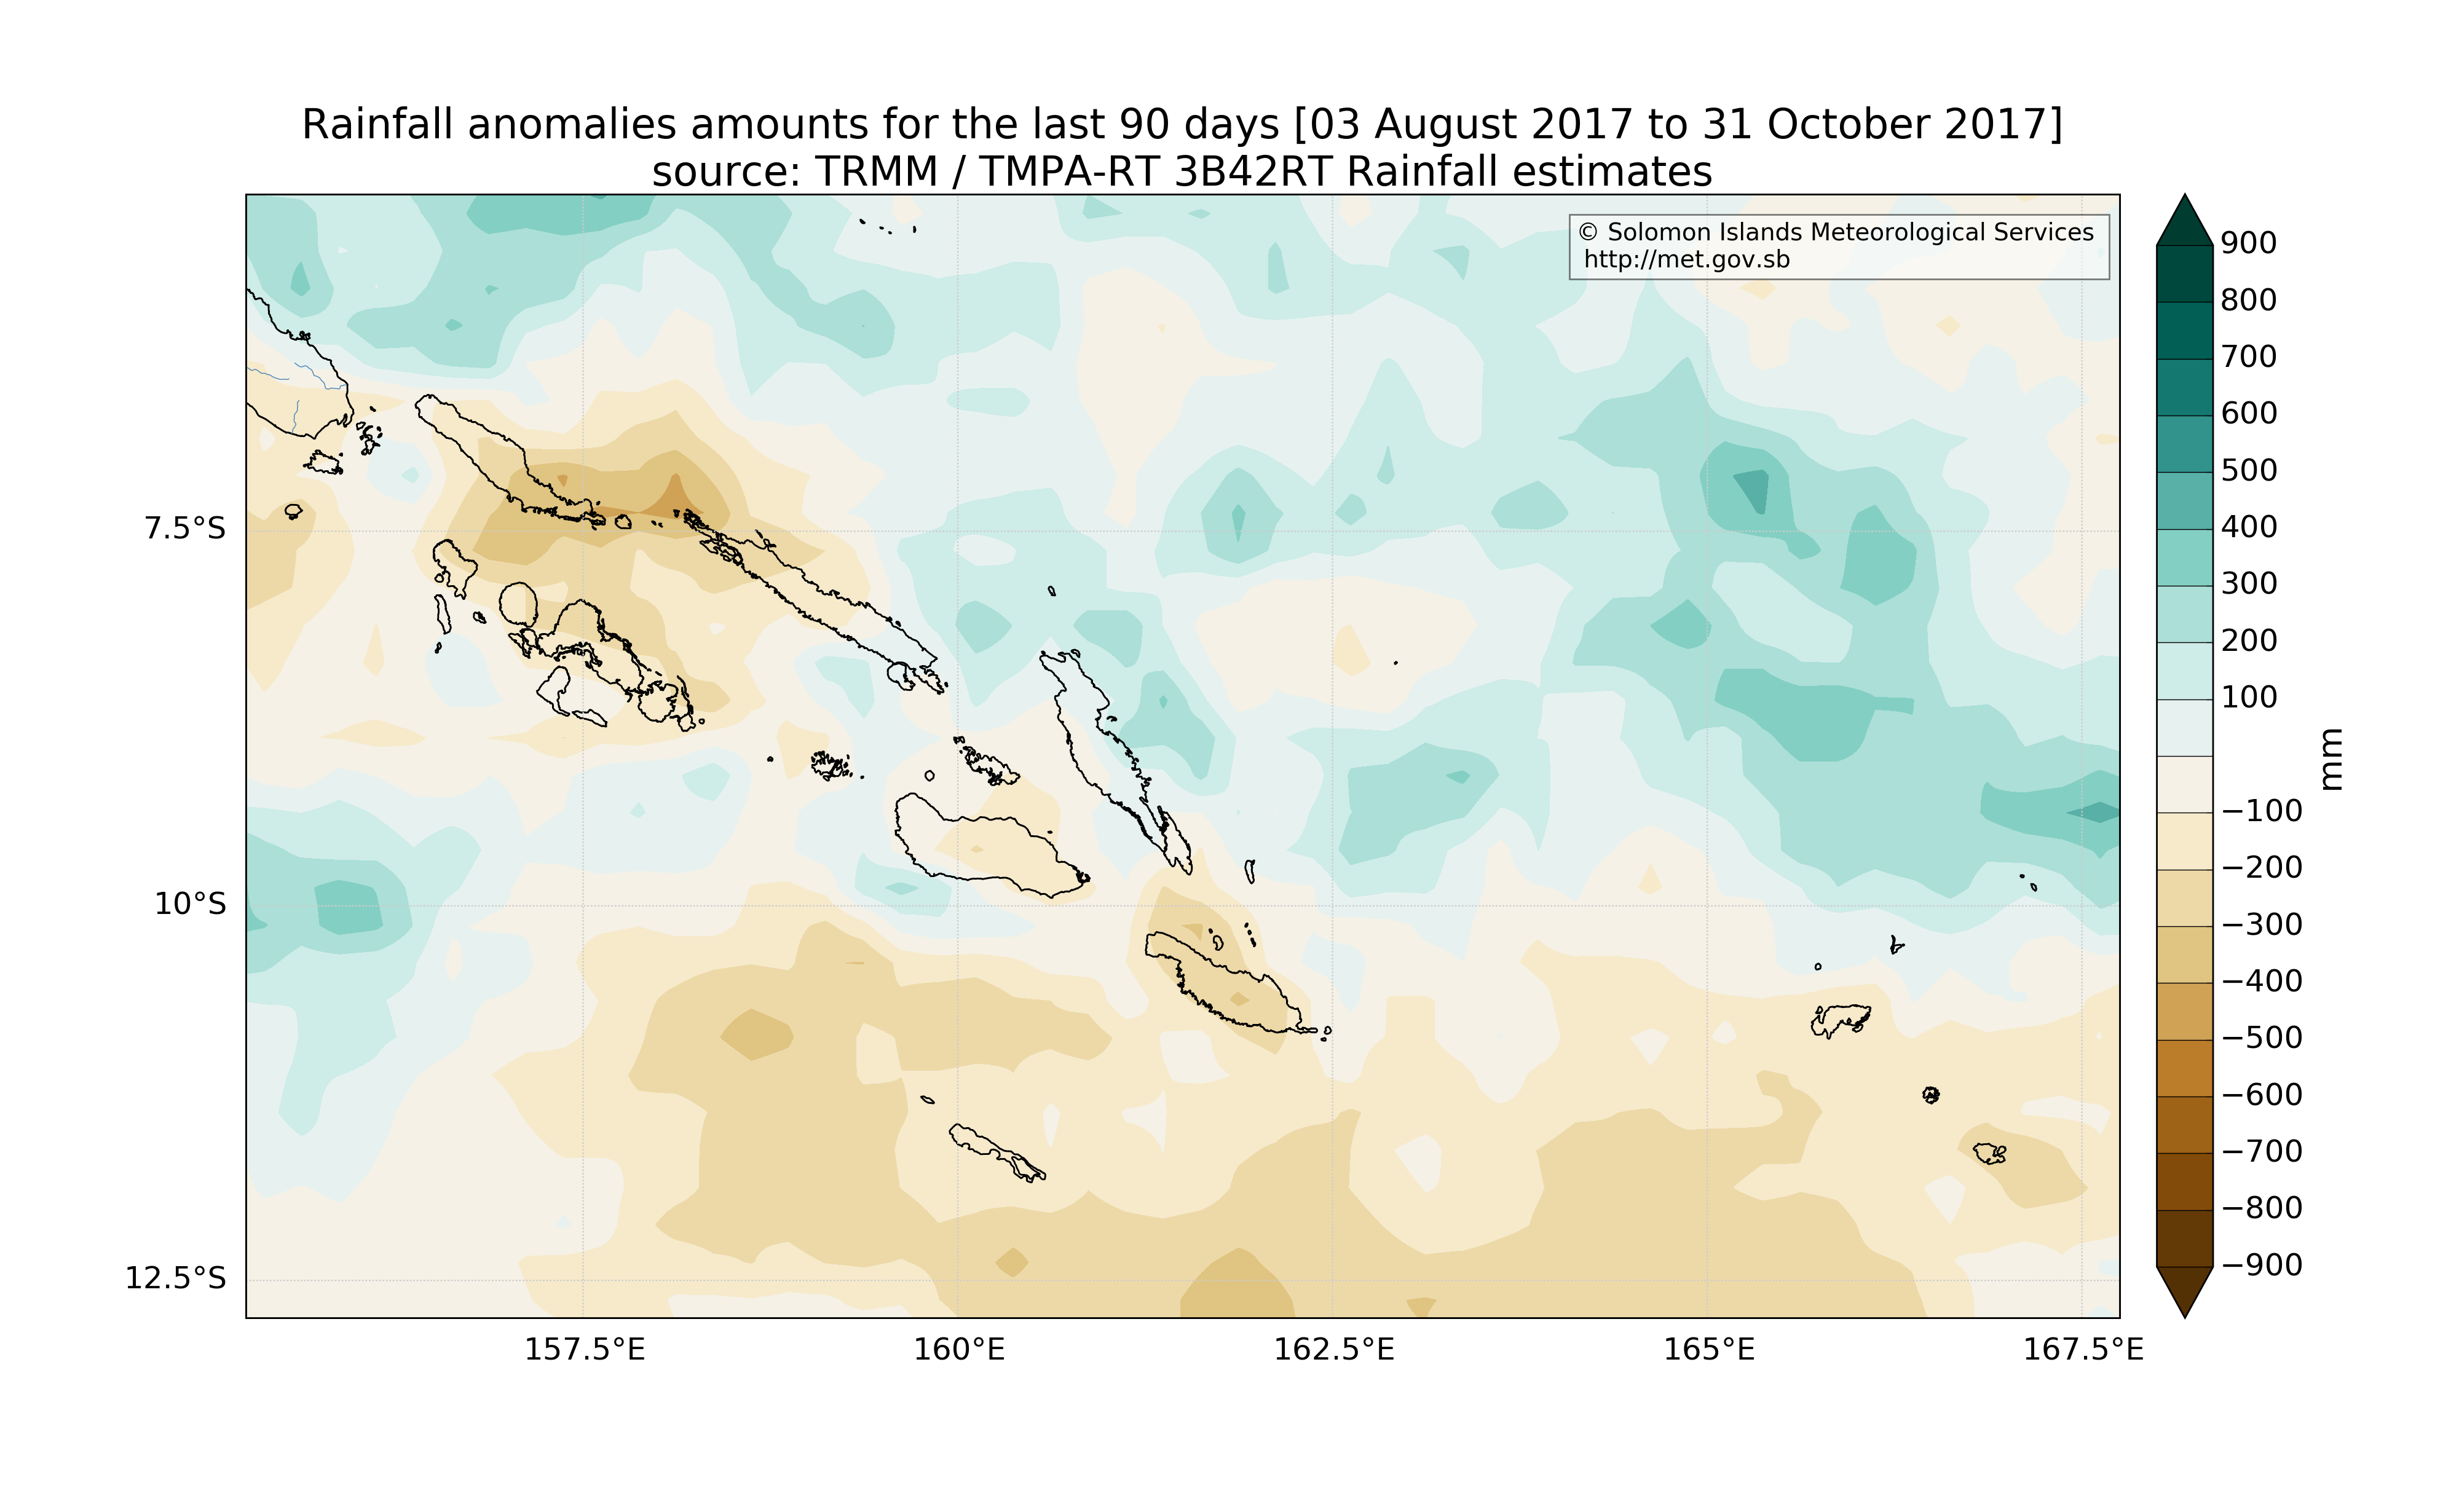 Rainfall anomalies amounts for the last 90 days [03 August 2017 to 31 October 2017]
source: TRMM / TMPA-RT 3B42RT Rainfall estimates
© Solomon Islands Meteorological Services
http://met.gov.sb
7.5°S
10°S
12.5°S
157.5°E
160°E
162.5°E
165°E
167.5°E
900
800
700
600
500
400
300
200
100
−100
−200
−300
−400
−500
−600
−700
−800
−900
mm